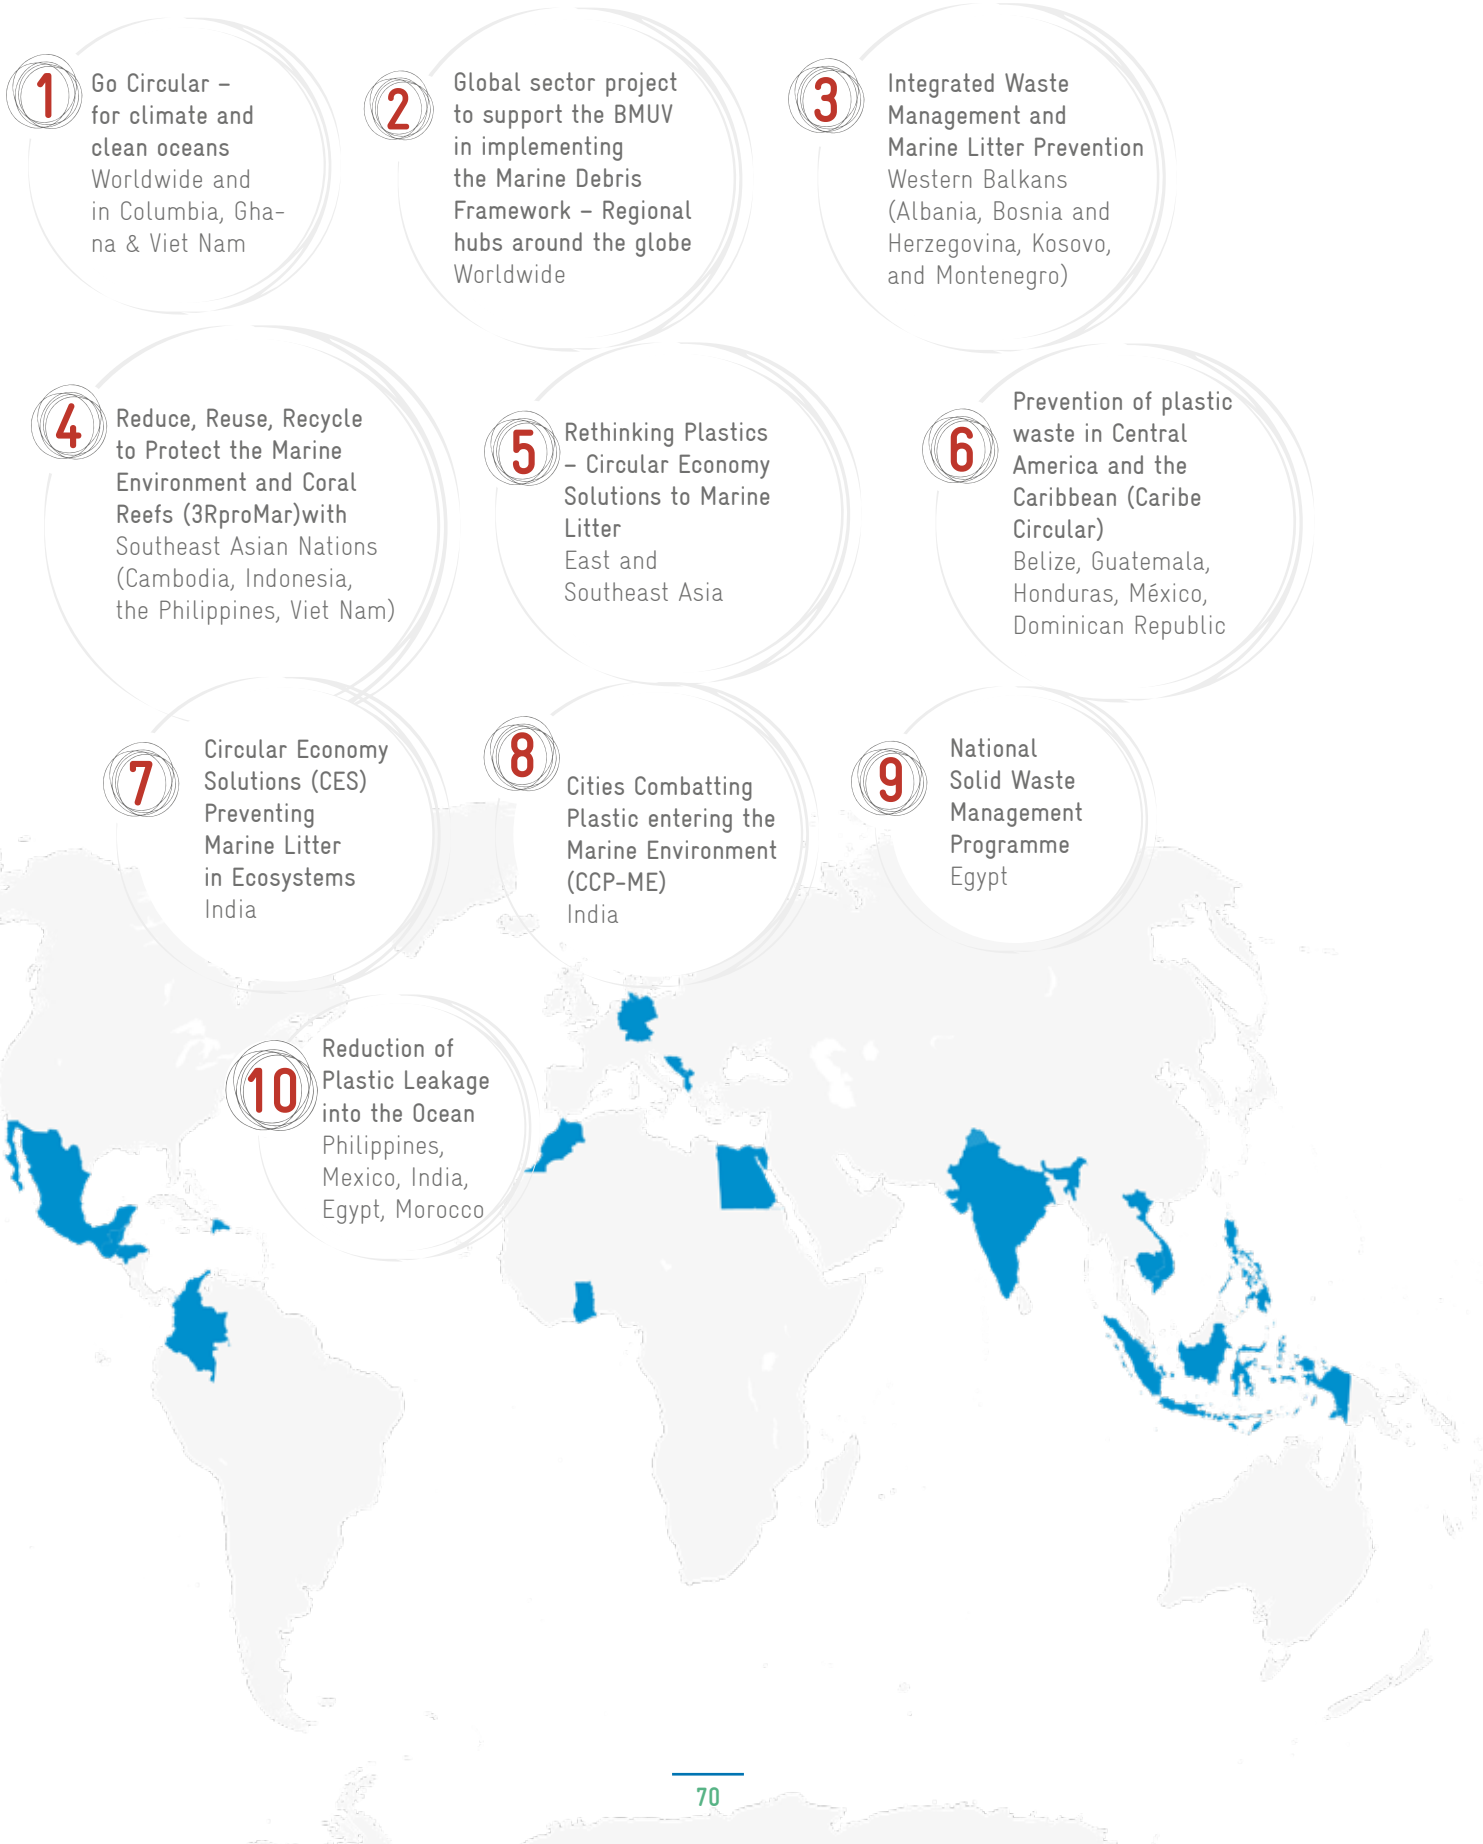 1
Go Circular –
for climate and
clean oceans
Worldwide and
in Columbia, Gha-
na & Viet Nam
2
Global sector project
to support the BMUV
in implementing
the Marine Debris
Framework – Regional
hubs around the globe
Worldwide
3
Integrated Waste
Management and
Marine Litter Prevention
Western Balkans
(Albania, Bosnia and
Herzegovina, Kosovo,
and Montenegro)
4
Reduce, Reuse, Recycle
to Protect the Marine
Environment and Coral
Reefs (3RproMar)with
Southeast Asian Nations
(Cambodia, Indonesia,
the Philippines, Viet Nam)
5
Rethinking Plastics
– Circular Economy
Solutions to Marine
Litter
East and
Southeast Asia
6
Prevention of plastic
waste in Central
America and the
Caribbean (Caribe
Circular)
Belize, Guatemala,
Honduras, México,
Dominican Republic
7
Circular Economy
Solutions (CES)
Preventing
Marine Litter
in Ecosystems
India
8
Cities Combatting
Plastic entering the
Marine Environment
(CCP-ME)
India
9
National
Solid Waste
Management
Programme
Egypt
10
Reduction of
Plastic Leakage
into the Ocean
Philippines,
Mexico, India,
Egypt, Morocco
70